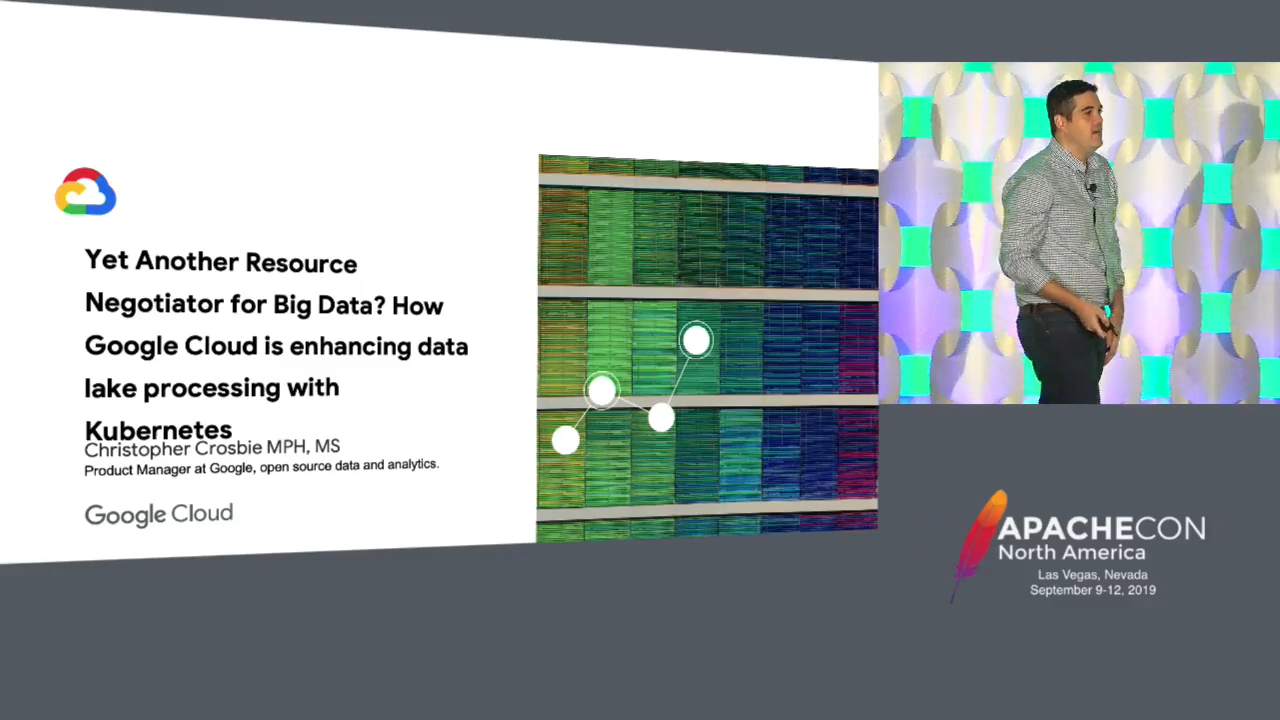 Yet Another Resource
Negotiator for Big Data? How
Google Cloud is enhancing data
lake processing with
Kubernetes
Christopher Crosbie MPH, MS
Product Manager at Google, open source data and analytics.
Google Cloud
APACHECON
North America
Las Vegas, Nevada
September 9-12, 2019